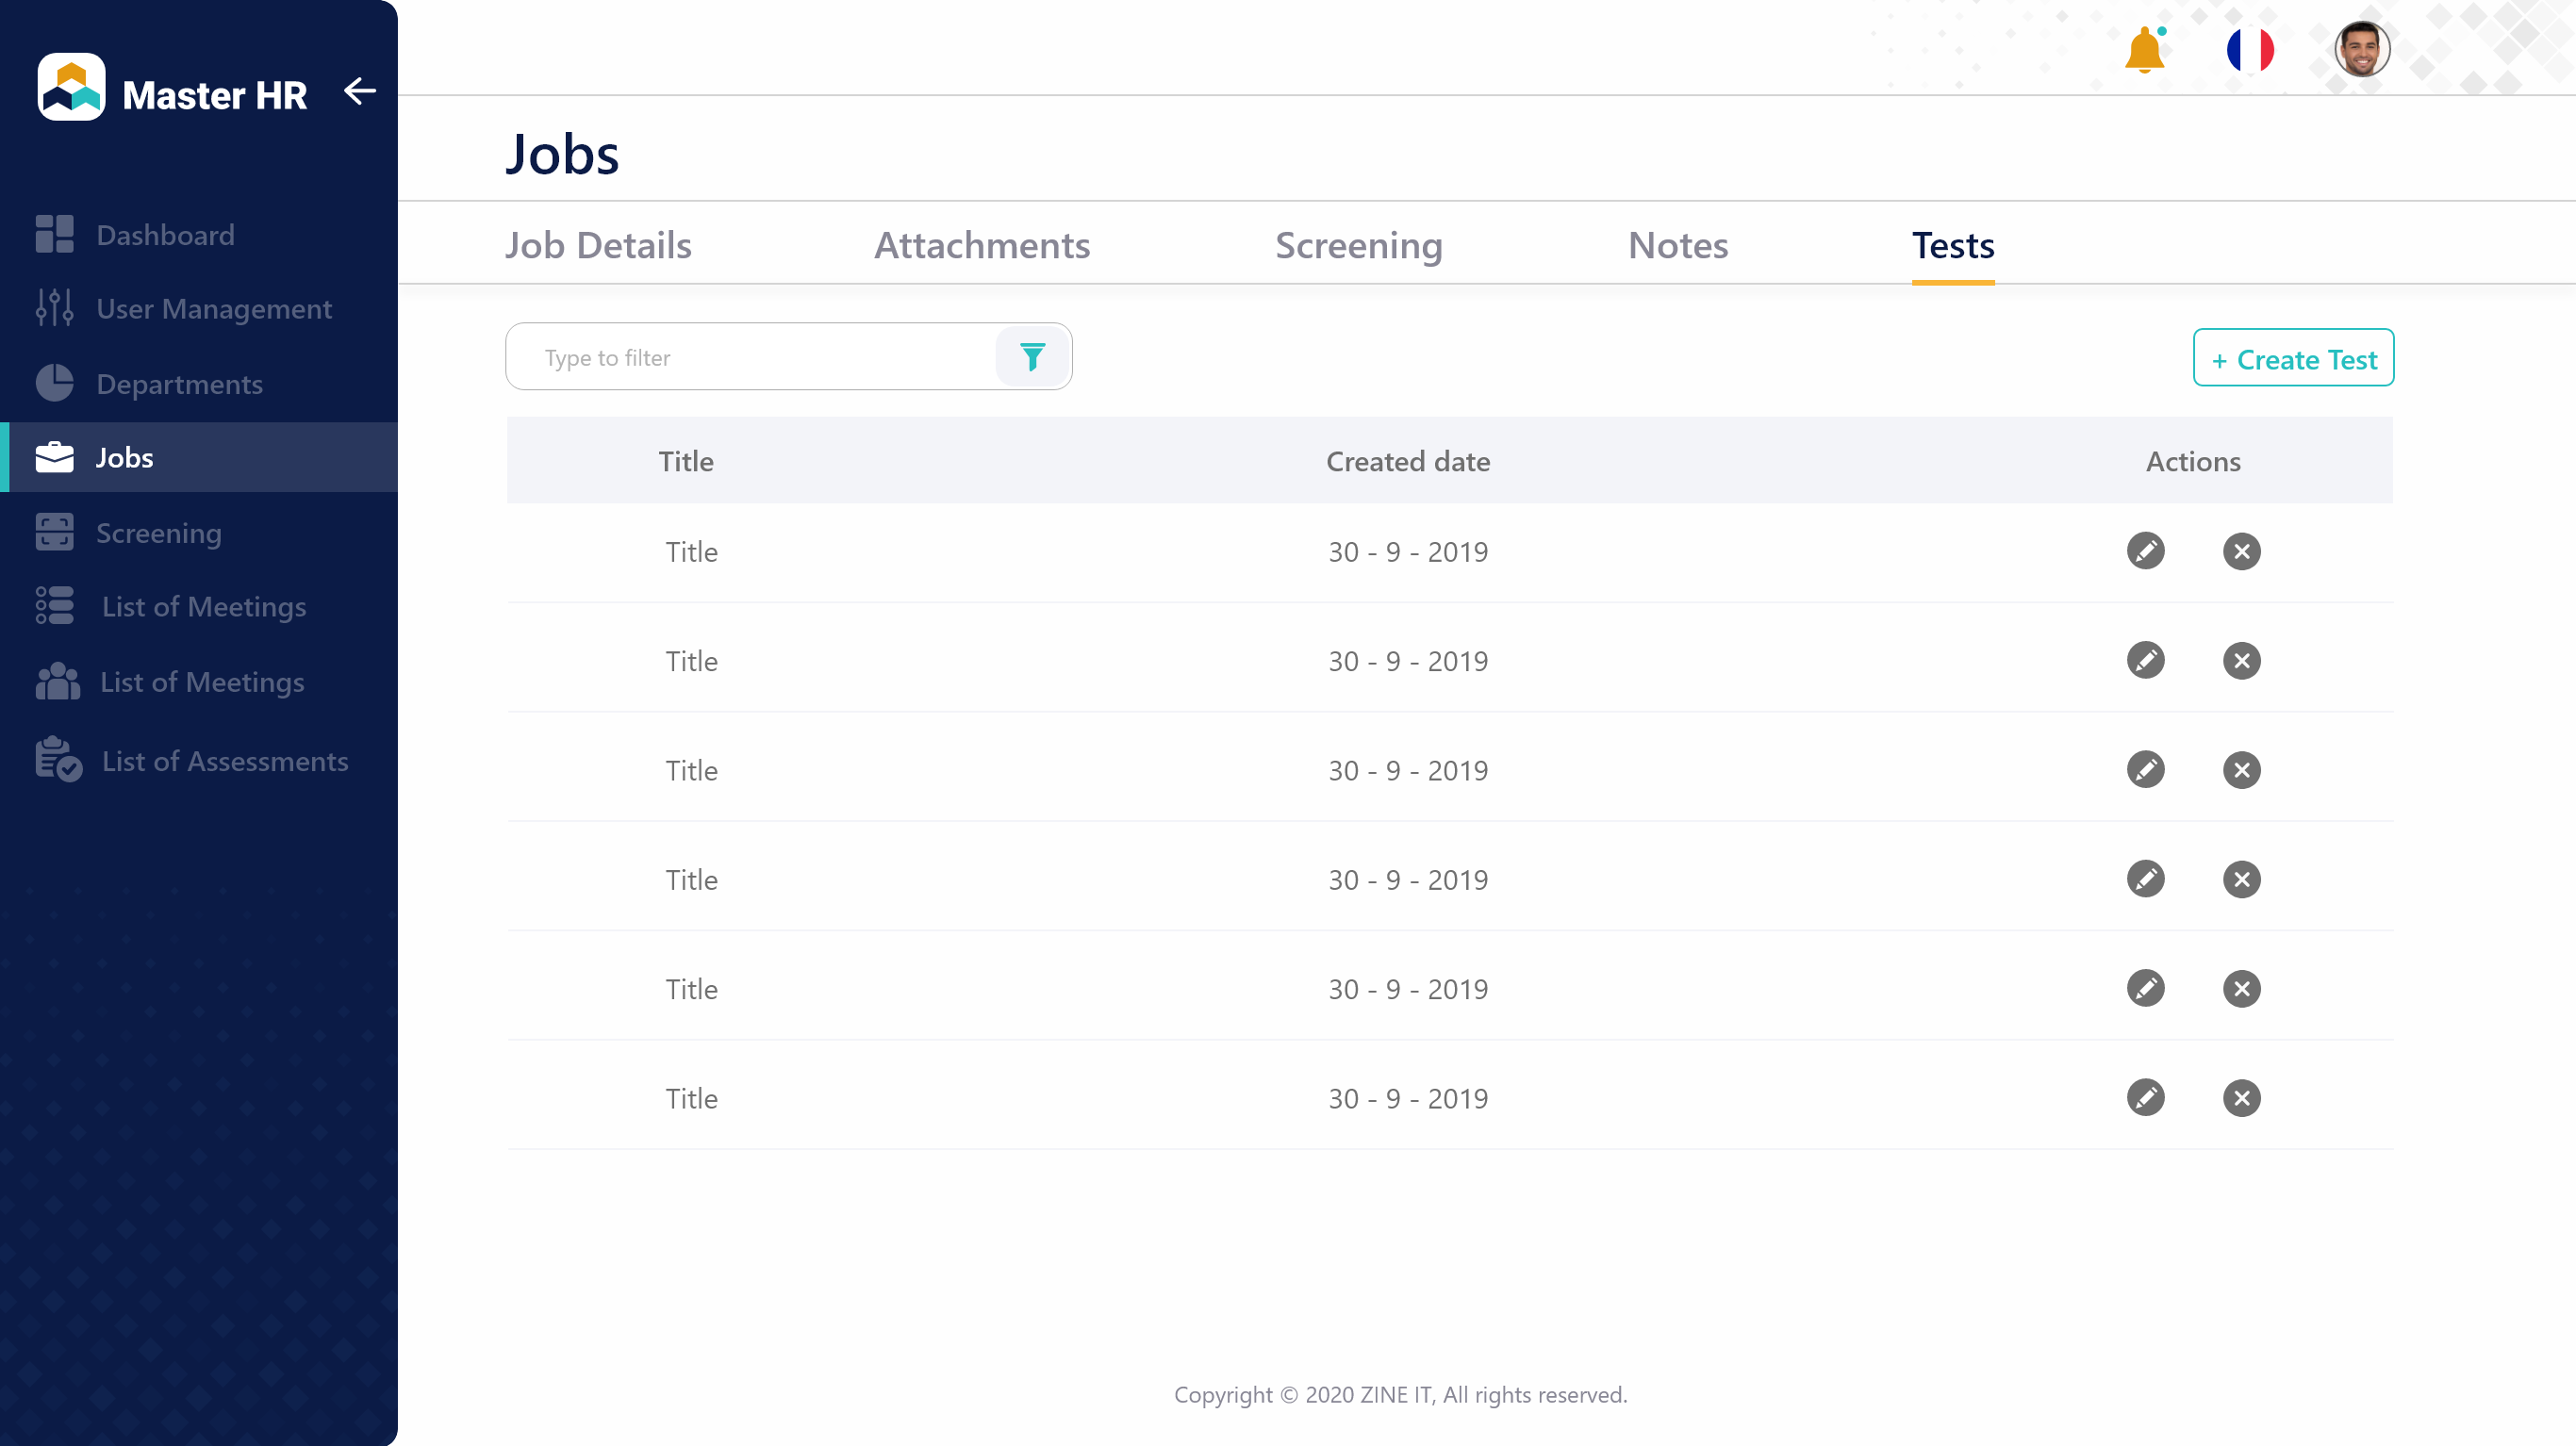 Master HR
Dashboard
User Management
Departments
Jobs
Screening
List of Meetings
List of Meetings
List of Assessments
Jobs
Job Details Attachments Screening Notes Tests
Type to filter
+ Create Test
Title Created date Actions
Title 30 - 9 - 2019
Title 30 - 9 - 2019
Title 30 - 9 - 2019
Title 30 - 9 - 2019
Title 30 - 9 - 2019
Title 30 - 9 - 2019
Copyright © 2020 ZINE IT, All rights reserved.